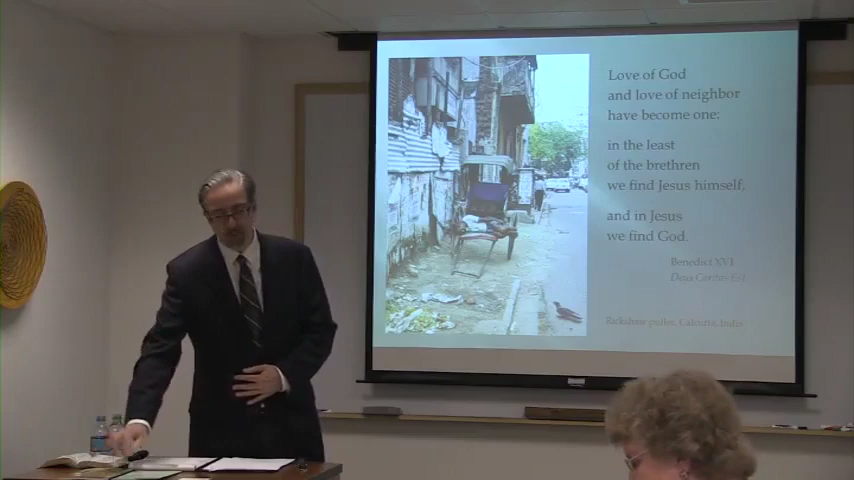 Love of God
and love of neighbor
have become one:
in the least
of the brethren
we find Jesus himself,
and in Jesus
we find God.
Benedict XVI
Deus Caritas Est
Rickshaw puller, Calcutta, India